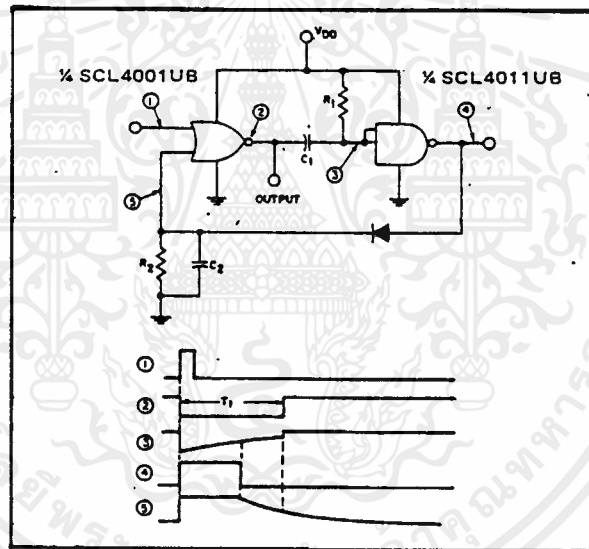 V_DD
¼ SCL4001UB
¼ SCL4011UB
①
②
R₁
④
C₁
③
⑤
OUTPUT
R₂
C₂
①
②
T₁
③
④
⑤